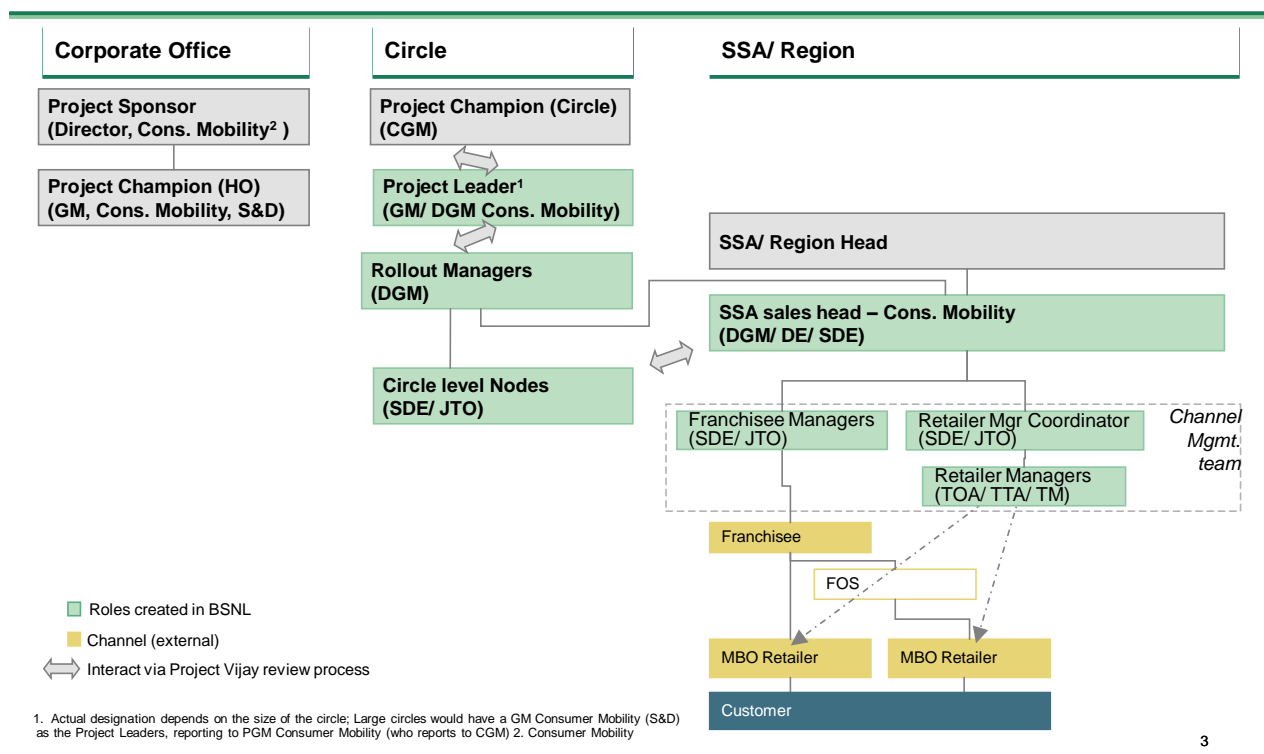 Corporate Office
Circle
SSA/ Region
Project Sponsor
(Director, Cons. Mobility2 )
Project Champion (HO)
(GM, Cons. Mobility, S&D)
Project Champion (Circle)
(CGM)
Project Leader1
(GM/ DGM Cons. Mobility)
Rollout Managers
(DGM)
Circle level Nodes
(SDE/ JTO)
SSA/ Region Head
SSA sales head – Cons. Mobility
(DGM/ DE/ SDE)
Franchisee Managers
(SDE/ JTO)
Retailer Mgr Coordinator
(SDE/ JTO)
Retailer Managers
(TOA/ TTA/ TM)
Channel
Mgmt.
team
Franchisee
FOS
MBO Retailer
MBO Retailer
Customer
Roles created in BSNL
Channel (external)
Interact via Project Vijay review process
1. Actual designation depends on the size of the circle; Large circles would have a GM Consumer Mobility (S&D)
as the Project Leaders, reporting to PGM Consumer Mobility (who reports to CGM) 2. Consumer Mobility
3